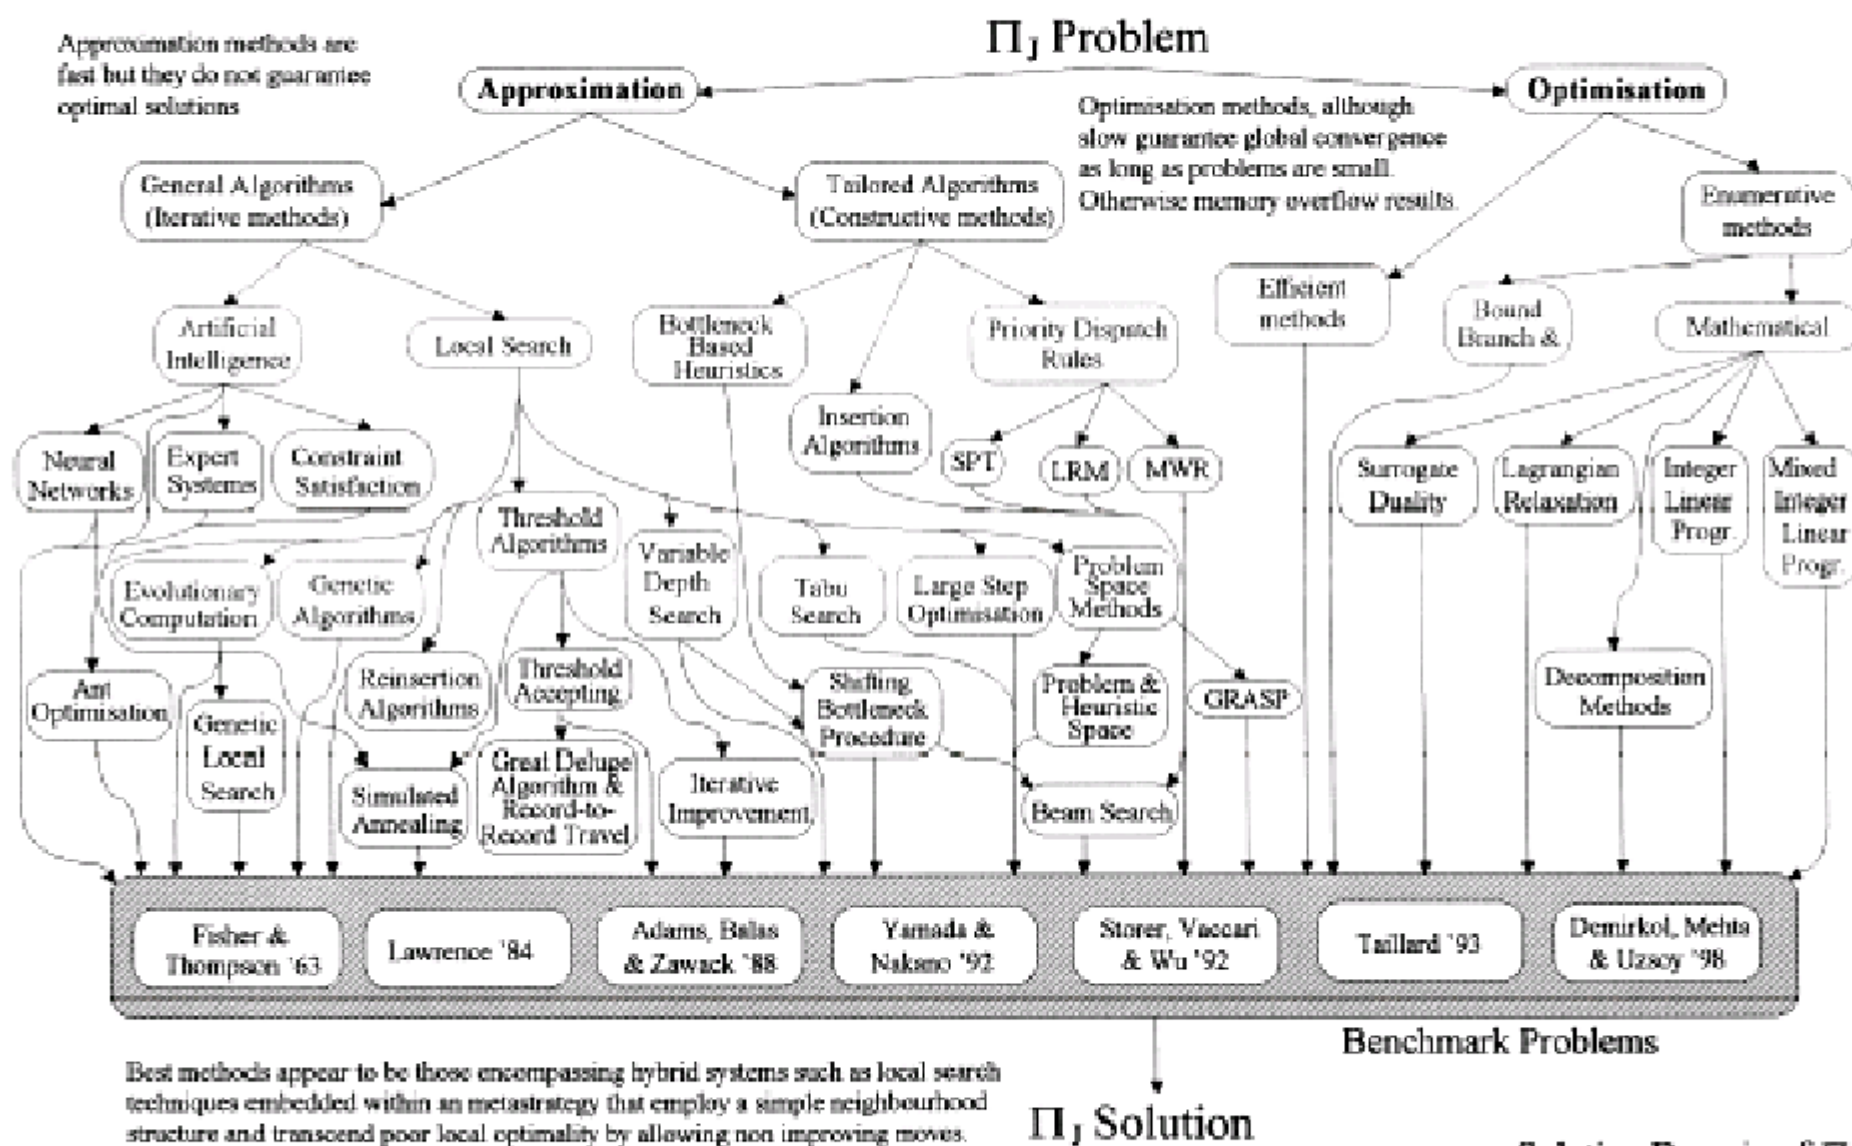 Π_J Problem
Approximation methods are
fast but they do not guarantee
optimal solutions
Approximation
Optimisation
Optimisation methods, although
slow guarantee global convergence
as long as problems are small.
Otherwise memory overflow results.
General Algorithms
(Iterative methods)
Tailored Algorithms
(Constructive methods)
Enumerative
methods
Efficient
methods
Artificial
Intelligence
Local Search
Bottleneck
Based
Heuristics
Priority Dispatch
Rules
Bound
Branch &
Mathematical
Insertion
Algorithms
Neural
Networks
Expert
Systems
Constraint
Satisfaction
SPT
LRM
MWR
Surrogate
Duality
Lagrangian
Relaxation
Integer
Linear
Progr.
Mixed
Integer
Linear
Progr.
Threshold
Algorithms
Variable
Depth
Search
Evolutionary
Computation
Genetic
Algorithms
Tabu
Search
Large Step
Optimisation
Problem
Space
Methods
Ant
Optimisation
Reinsertion
Algorithms
Threshold
Accepting
Shifting
Bottleneck
Procedure
Problem &
Heuristic
Space
GRASP
Decomposition
Methods
Genetic
Local
Search
Simulated
Annealing
Great Deluge
Algorithm &
Record-to-
Record Travel
Iterative
Improvement
Beam Search
Fisher &
Thompson '63
Lawrence '84
Adams, Balas
& Zawack '88
Yamada &
Nakano '92
Storer, Vaccari
& Wu '92
Taillard '93
Demirkol, Mehta
& Uzsoy '98
Benchmark Problems
Best methods appear to be those encompassing hybrid systems such as local search
techniques embedded within an metastrategy that employ a simple neighbourhood
structure and transcend poor local optimality by allowing non improving moves.
Π_J Solution